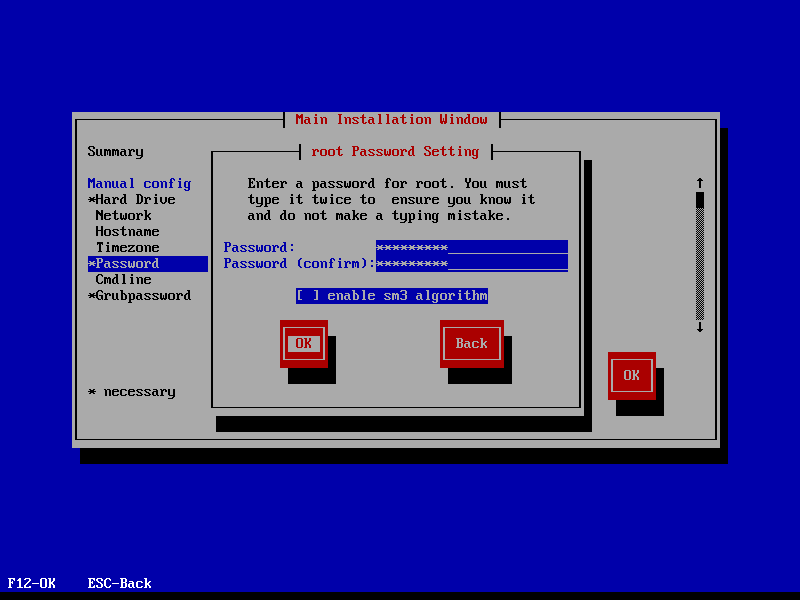 Main Installation Window
Summary
Manual config
*Hard Drive
Network
Hostname
Timezone
*Password
Cmdline
*Grubpassword
* necessary
root Password Setting
Enter a password for root. You must
type it twice to  ensure you know it
and do not make a typing mistake.
Password: *********
Password (confirm):*********
[ ] enable sm3 algorithm
OK Back
↑
↓
OK
F12-OK ESC-Back